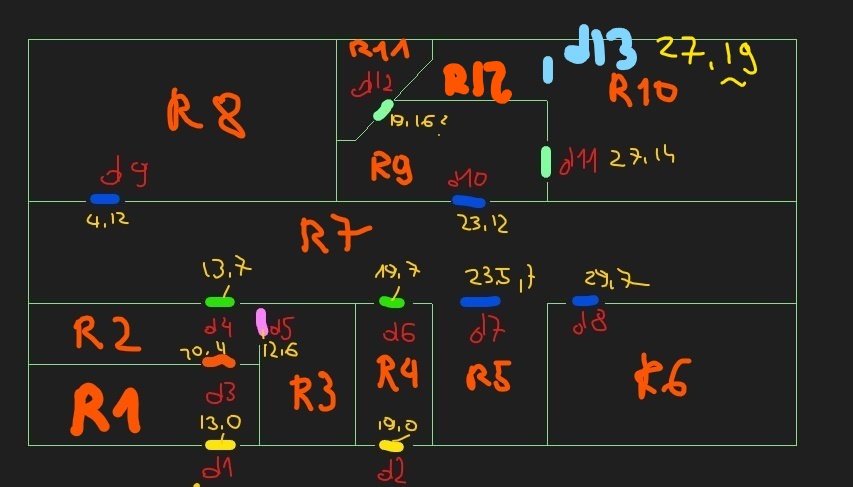 R11 d13 27,19
R8 d12 R12 R10
19,16?
d9 R9 d10 d11 27,14
4,12 23,12
R7
13,7 19,7 23.5,7 29,7
R2 d4 d5 d6 d7 d8
10.4 12,6
R1 d3 R3 R4 R5 R6
13,0 19,0
d1 d2